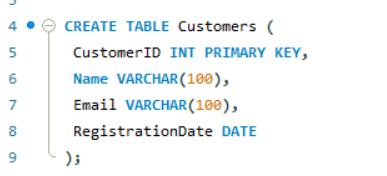 4 CREATE TABLE Customers (
5 CustomerID INT PRIMARY KEY,
6 Name VARCHAR(100),
7 Email VARCHAR(100),
8 RegistrationDate DATE
9 );